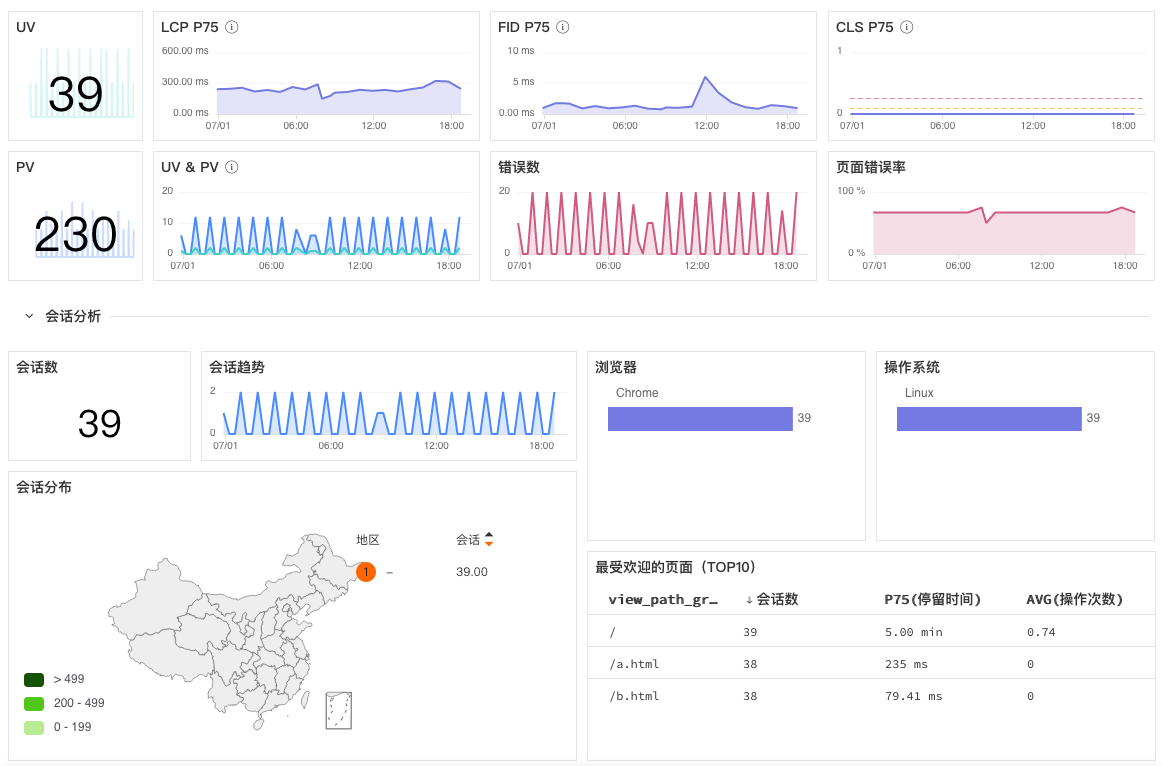 UV
39
LCP P75
600.00 ms
300.00 ms
0.00 ms
07/01 06:00 12:00 18:00
FID P75
10 ms
5 ms
0.00 ms
07/01 06:00 12:00 18:00
CLS P75
1
0
07/01 06:00 12:00 18:00
PV
230
UV & PV
20
10
0
07/01 06:00 12:00 18:00
错误数
20
0
07/01 06:00 12:00 18:00
页面错误率
100 %
0 %
07/01 06:00 12:00 18:00
会话分析
会话数
39
会话趋势
2
0
07/01 06:00 12:00 18:00
浏览器
Chrome
39
操作系统
Linux
39
会话分布
地区 会话
1 – 39.00
> 499
200 - 499
0 - 199
最受欢迎的页面（TOP10）
view_path_gr… ↓ 会话数 P75(停留时间) AVG(操作次数)
/ 39 5.00 min 0.74
/a.html 38 235 ms 0
/b.html 38 79.41 ms 0